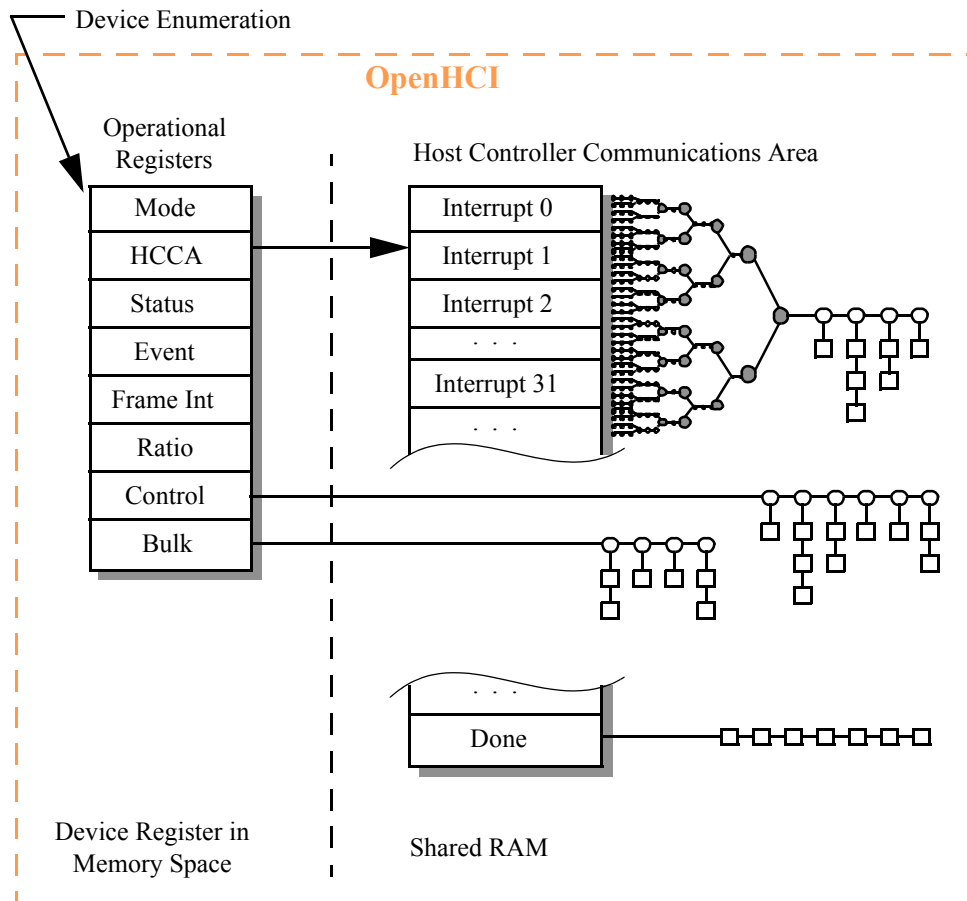 Device Enumeration
OpenHCI
Operational
Registers
Mode
HCCA
Status
Event
Frame Int
Ratio
Control
Bulk
Host Controller Communications Area
Interrupt 0
Interrupt 1
Interrupt 2
. . .
Interrupt 31
. . .
. . .
Done
Device Register in
Memory Space
Shared RAM